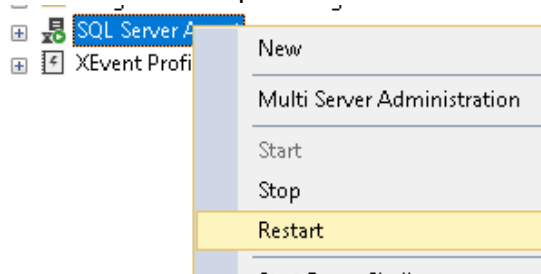 SQL Server A
XEvent Profi
New
Multi Server Administration
Start
Stop
Restart